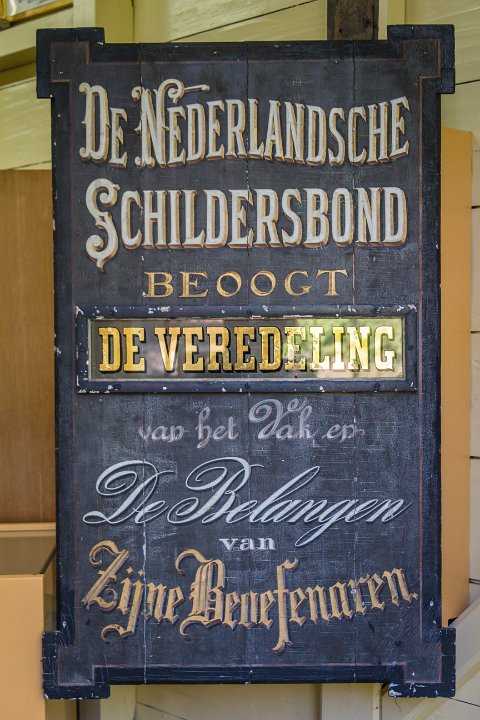 DE NEDERLANDSCHE
SCHILDERSBOND
BEOOGT
DE VEREDELING
van het Vak en
De Belangen
van
Zijne Beoefenaren.